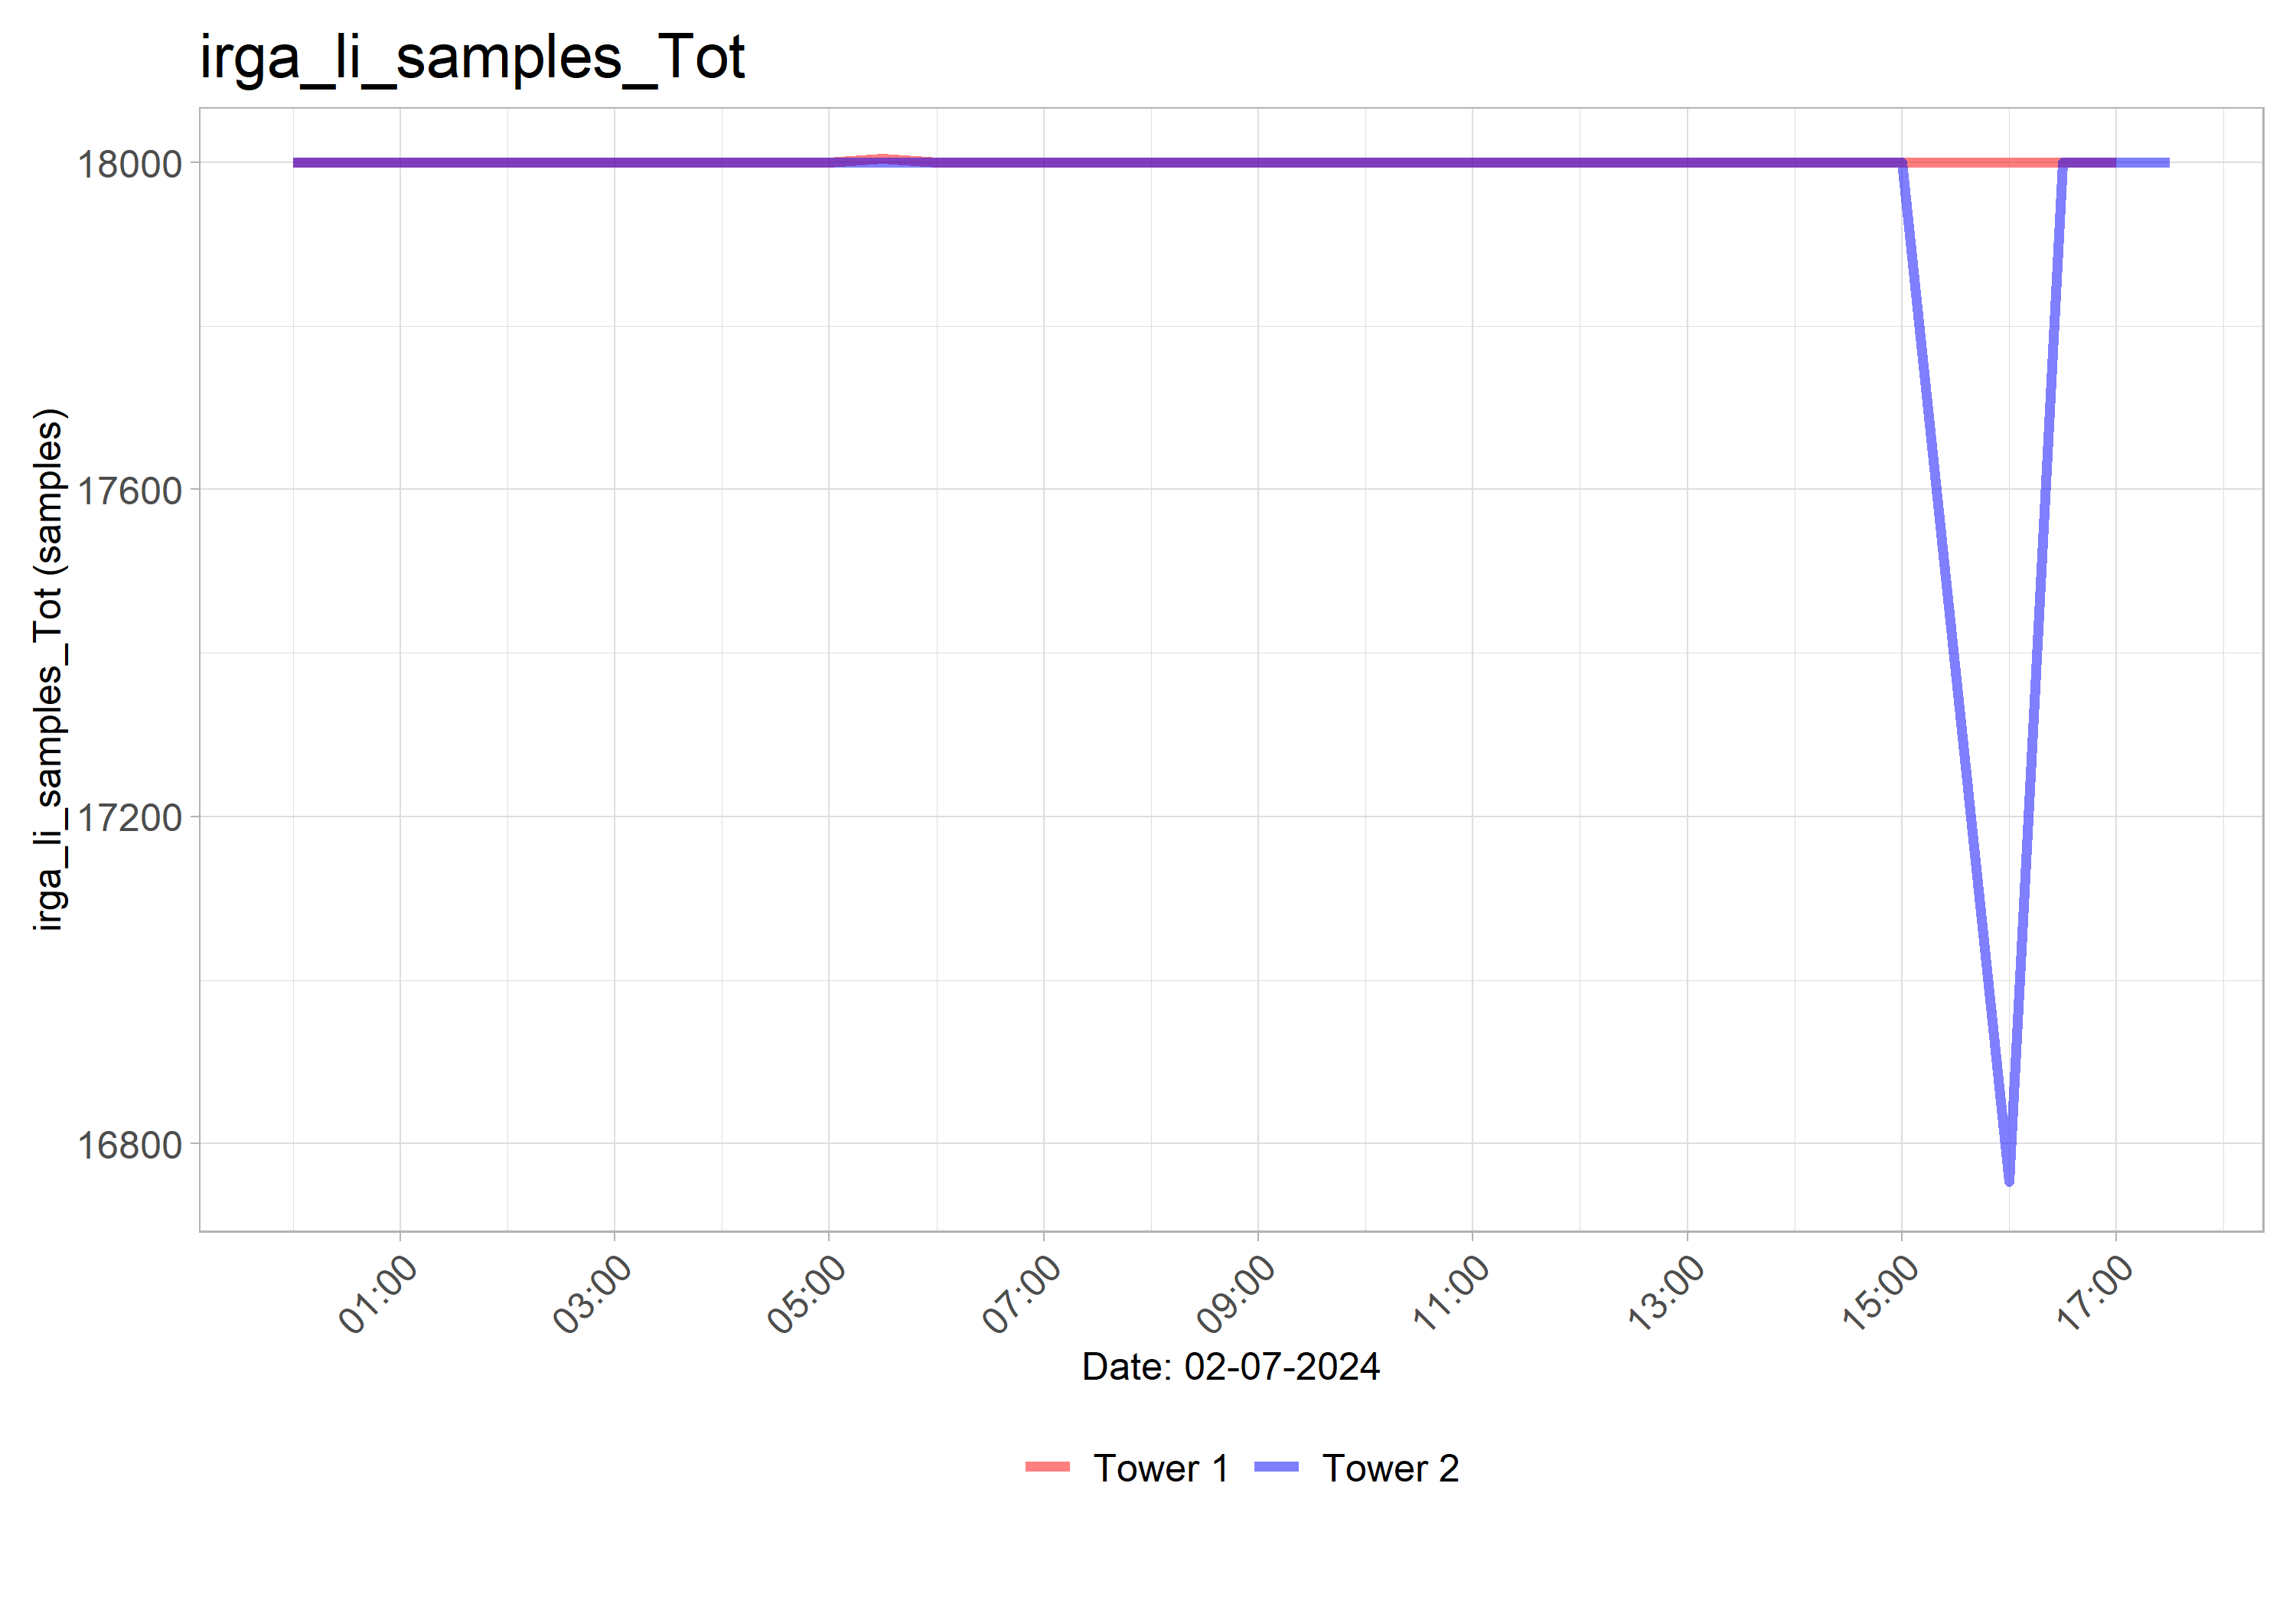 irga_li_samples_Tot
irga_li_samples_Tot (samples)
18000
17600
17200
16800
01:00
03:00
05:00
07:00
09:00
11:00
13:00
15:00
17:00
Date: 02-07-2024
Tower 1
Tower 2